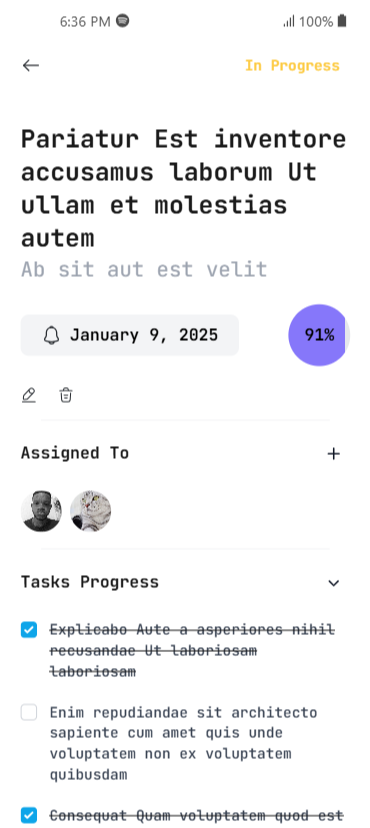 6:36 PM
100%
In Progress
Pariatur Est inventore
accusamus laborum Ut
ullam et molestias
autem
Ab sit aut est velit
January 9, 2025
91%
Assigned To
Tasks Progress
Explicabo Aute a asperiores nihil
recusandae Ut laboriosam
laboriosam
Enim repudiandae sit architecto
sapiente cum amet quis unde
voluptatem non ex voluptatem
quibusdam
Consequat Quam voluptatem quod est